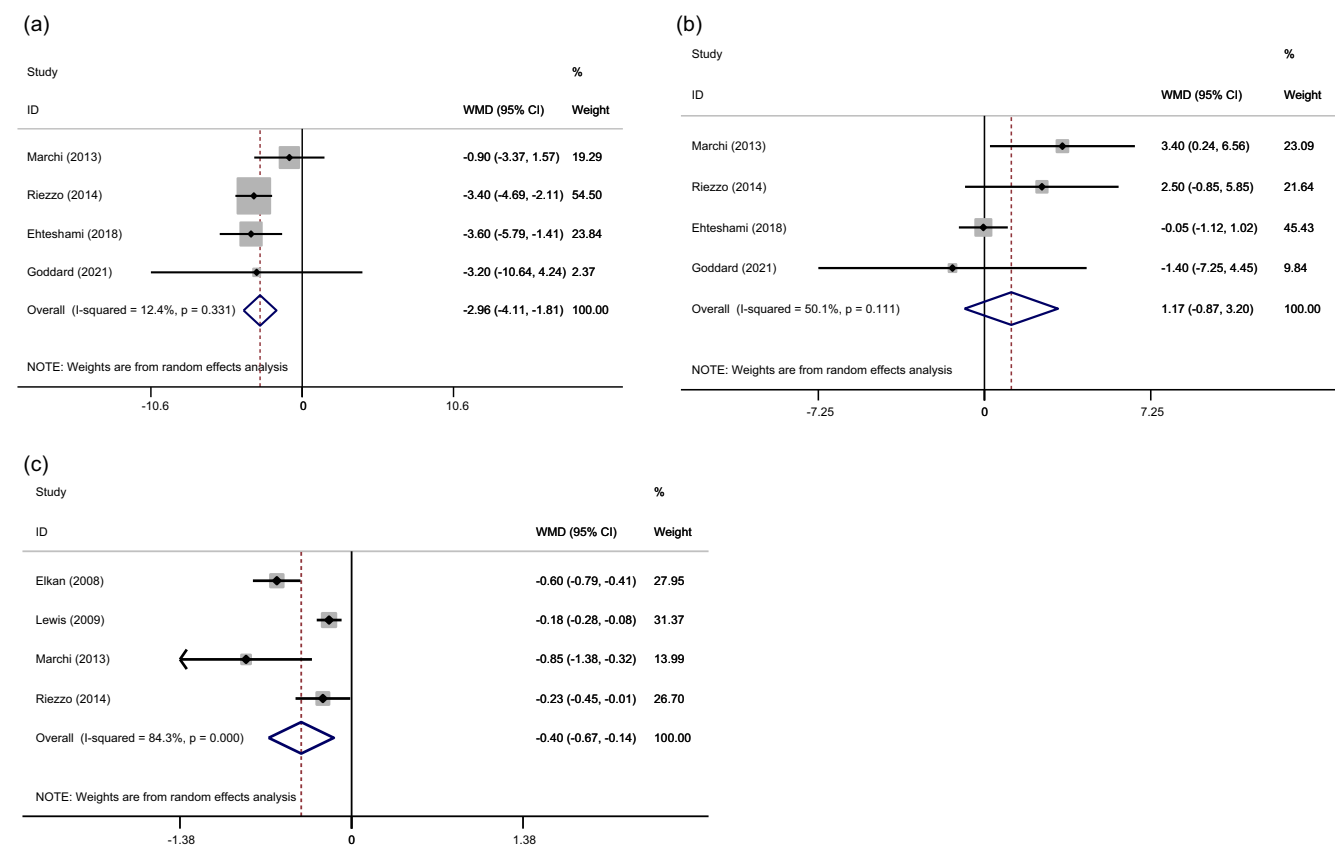 (a)
Study %
ID WMD (95% CI) Weight
Marchi (2013) -0.90 (-3.37, 1.57) 19.29
Riezzo (2014) -3.40 (-4.69, -2.11) 54.50
Ehteshami (2018) -3.60 (-5.79, -1.41) 23.84
Goddard (2021) -3.20 (-10.64, 4.24) 2.37
Overall (I-squared = 12.4%, p = 0.331) -2.96 (-4.11, -1.81) 100.00
NOTE: Weights are from random effects analysis
-10.6 0 10.6
(b)
Study %
ID WMD (95% CI) Weight
Marchi (2013) 3.40 (0.24, 6.56) 23.09
Riezzo (2014) 2.50 (-0.85, 5.85) 21.64
Ehteshami (2018) -0.05 (-1.12, 1.02) 45.43
Goddard (2021) -1.40 (-7.25, 4.45) 9.84
Overall (I-squared = 50.1%, p = 0.111) 1.17 (-0.87, 3.20) 100.00
NOTE: Weights are from random effects analysis
-7.25 0 7.25
(c)
Study %
ID WMD (95% CI) Weight
Elkan (2008) -0.60 (-0.79, -0.41) 27.95
Lewis (2009) -0.18 (-0.28, -0.08) 31.37
Marchi (2013) -0.85 (-1.38, -0.32) 13.99
Riezzo (2014) -0.23 (-0.45, -0.01) 26.70
Overall (I-squared = 84.3%, p = 0.000) -0.40 (-0.67, -0.14) 100.00
NOTE: Weights are from random effects analysis
-1.38 0 1.38